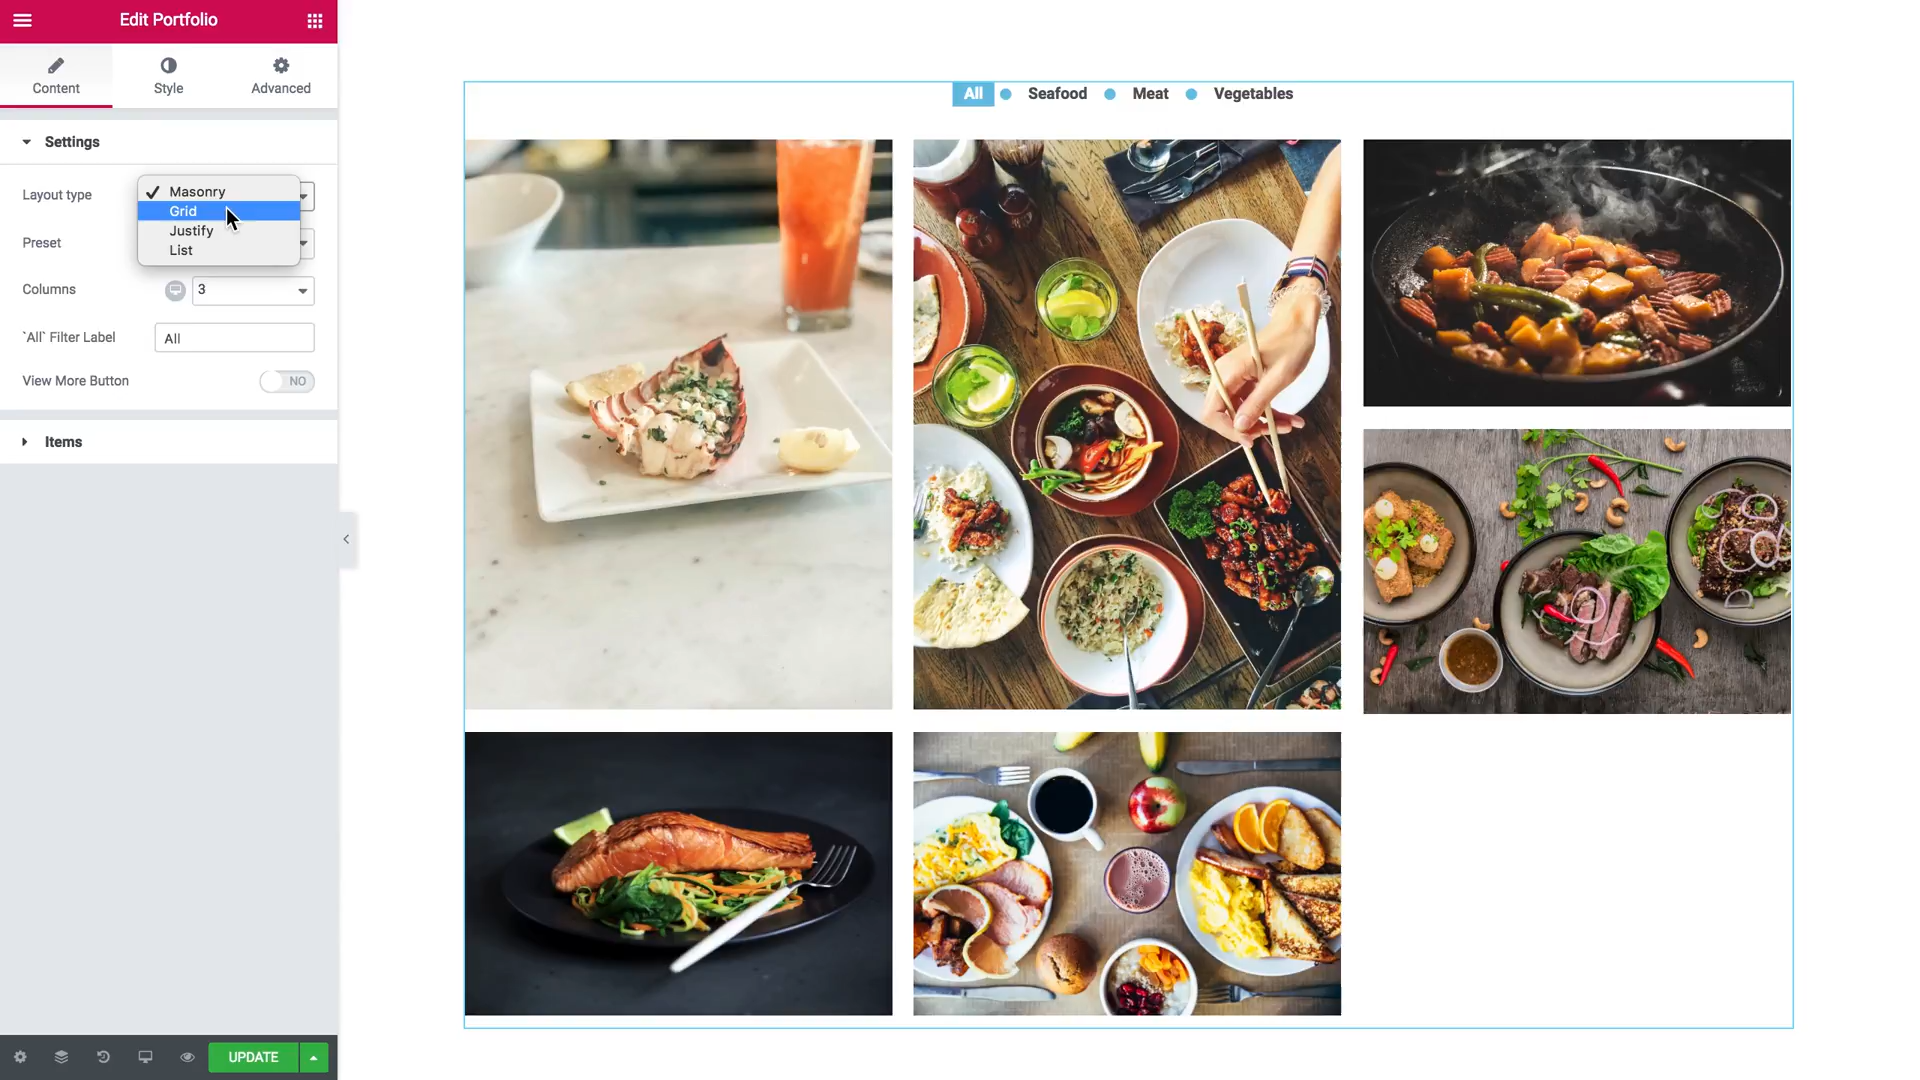 Edit Portfolio
Content
Style
Advanced
Settings
Layout type
Masonry
Grid
Justify
List
Preset
Columns
3
`All` Filter Label
All
View More Button
NO
Items
UPDATE
All
Seafood
Meat
Vegetables